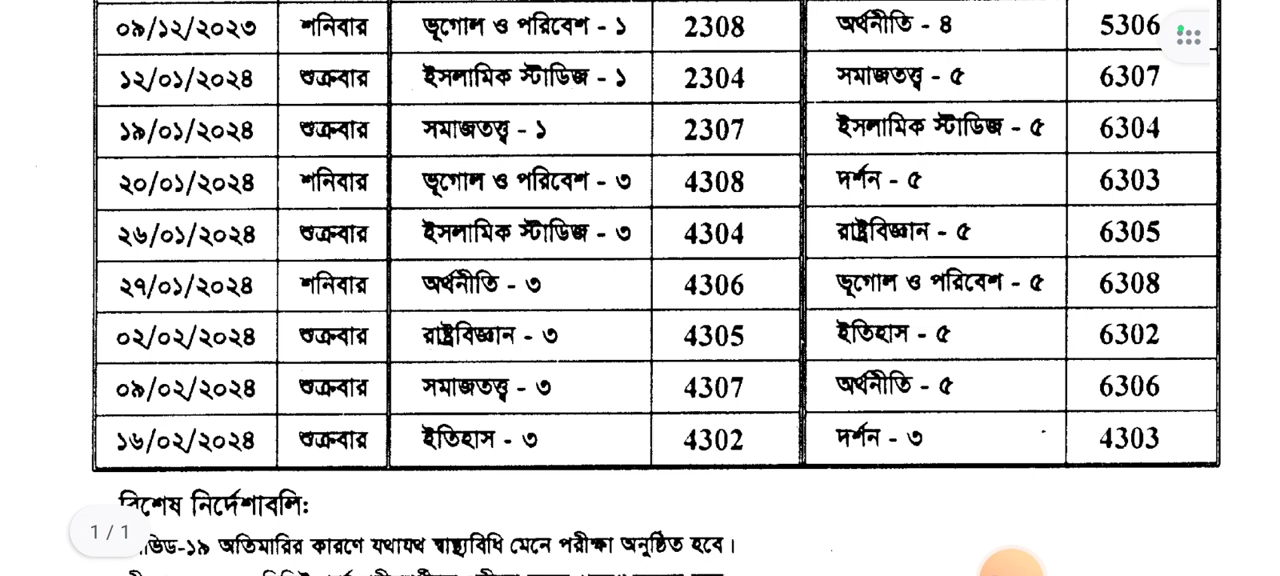 ০৯/১২/২০২৩ শনিবার ভূগোল ও পরিবেশ - ১ 2308 অর্থনীতি - ৪ 5306
১২/০১/২০২৪ শুক্রবার ইসলামিক স্টাডিজ - ১ 2304 সমাজতত্ত্ব - ৫ 6307
১৯/০১/২০২৪ শুক্রবার সমাজতত্ত্ব - ১ 2307 ইসলামিক স্টাডিজ - ৫ 6304
২০/০১/২০২৪ শনিবার ভূগোল ও পরিবেশ - ৩ 4308 দর্শন - ৫ 6303
২৬/০১/২০২৪ শুক্রবার ইসলামিক স্টাডিজ - ৩ 4304 রাষ্ট্রবিজ্ঞান - ৫ 6305
২৭/০১/২০২৪ শনিবার অর্থনীতি - ৩ 4306 ভূগোল ও পরিবেশ - ৫ 6308
০২/০২/২০২৪ শুক্রবার রাষ্ট্রবিজ্ঞান - ৩ 4305 ইতিহাস - ৫ 6302
০৯/০২/২০২৪ শুক্রবার সমাজতত্ত্ব - ৩ 4307 অর্থনীতি - ৫ 6306
১৬/০২/২০২৪ শুক্রবার ইতিহাস - ৩ 4302 দর্শন - ৩ 4303
বিশেষ নির্দেশাবলি:
1 / 1
ভিড-১৯ অতিমারির কারণে যথাযথ স্বাস্থ্যবিধি মেনে পরীক্ষা অনুষ্ঠিত হবে।